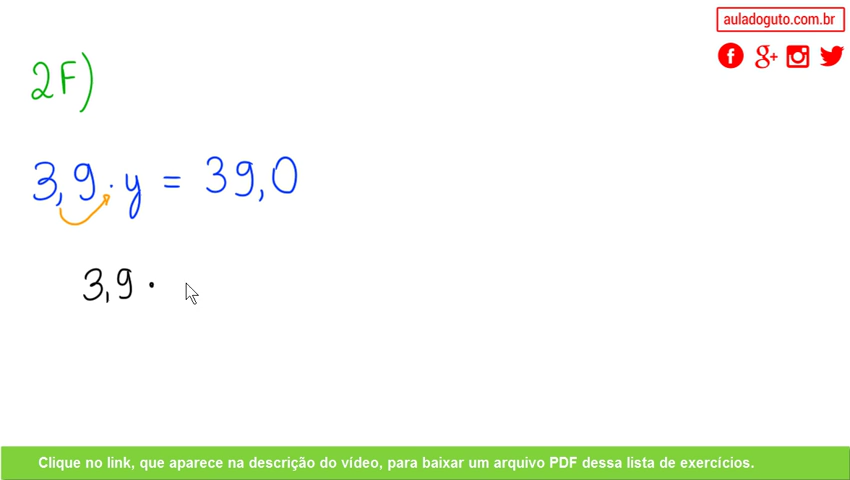 auladoguto.com.br
2F)
3,9 · y = 39,0
3,9 ·
Clique no link, que aparece na descrição do vídeo, para baixar um arquivo PDF dessa lista de exercícios.